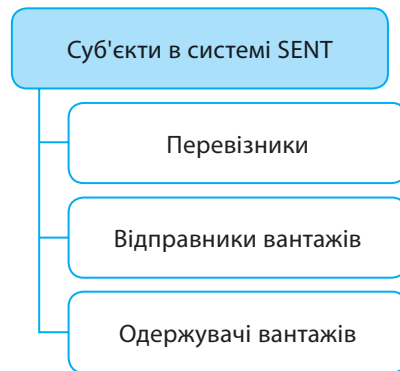 Суб'єкти в системі SENT
Перевізники
Відправники вантажів
Одержувачі вантажів